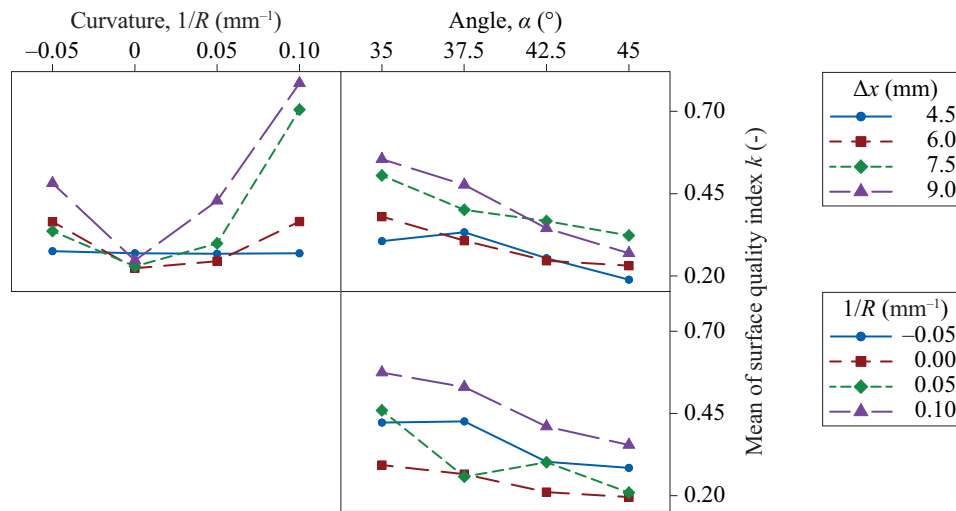 Curvature, 1/R (mm⁻¹)
Angle, α (°)
–0.05 0 0.05 0.10
35 37.5 42.5 45
0.70
0.45
0.20
0.70
0.45
0.20
Mean of surface quality index k (-)
Δx (mm)
4.5
6.0
7.5
9.0
1/R (mm⁻¹)
–0.05
0.00
0.05
0.10